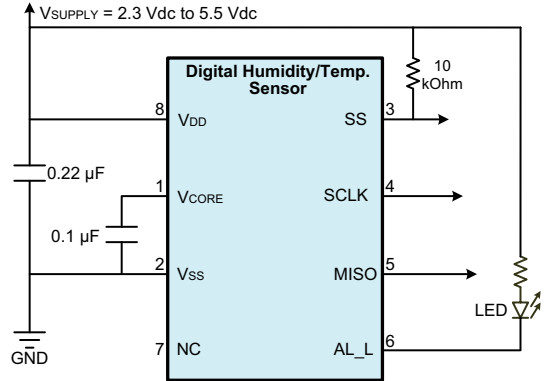 VSUPPLY = 2.3 Vdc to 5.5 Vdc
Digital Humidity/Temp.
Sensor
10
kOhm
8
VDD
SS
3
0.22 µF
1
VCORE
SCLK
4
0.1 µF
2
VSS
MISO
5
LED
GND
7
NC
AL_L
6